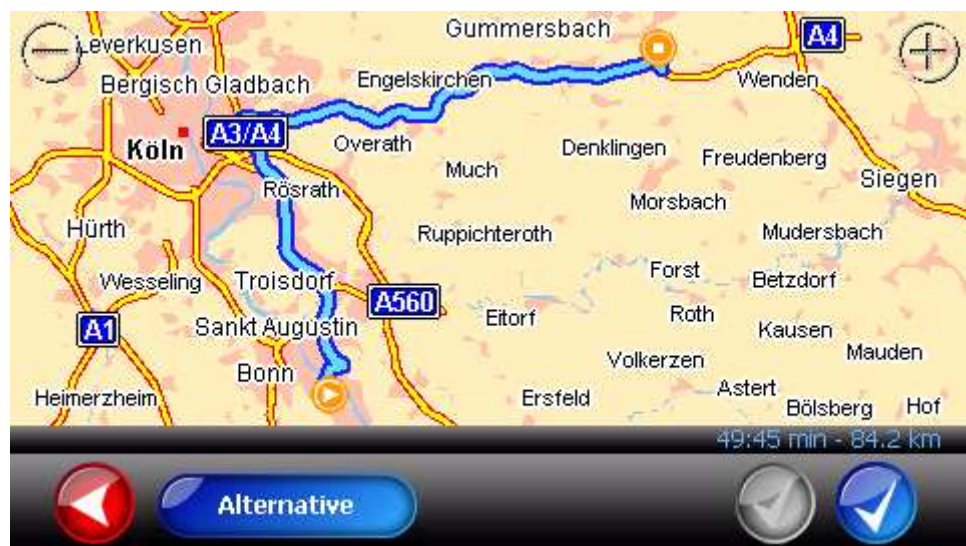 Gummersbach
A4
Leverkusen
Bergisch Gladbach
Engelskirchen
Wenden
A3/A4
Köln
Overath
Denklingen
Freudenberg
Much
Siegen
Rösrath
Morsbach
Hürth
Ruppichteroth
Mudersbach
Wesseling
Troisdorf
Forst
Betzdorf
A560
A1
Sankt Augustin
Eitorf
Roth
Kausen
Volkerzen
Mauden
Bonn
Heimerzheim
Ersfeld
Astert
Bölsberg
Hof
49:45 min - 84.2 km
Alternative